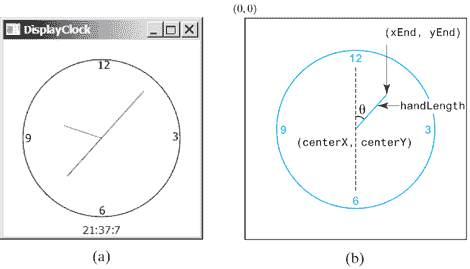 (0, 0)
DisplayClock
12
9
3
6
21:37:7
(a)
(xEnd, yEnd)
12
θ
handLength
9
3
(centerX, centerY)
6
(b)